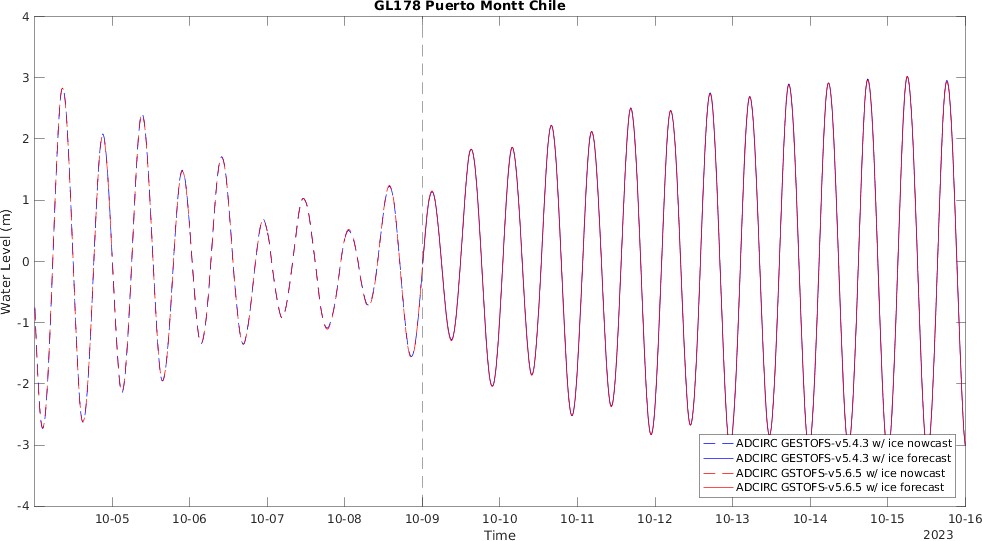 GL178 Puerto Montt Chile
4
3
2
1
0
-1
-2
-3
-4
Water Level (m)
10-05 10-06 10-07 10-08 10-09 10-10 10-11 10-12 10-13 10-14 10-15 10-16
Time
2023
ADCIRC GESTOFS-v5.4.3 w/ ice nowcast
ADCIRC GESTOFS-v5.4.3 w/ ice forecast
ADCIRC GSTOFS-v5.6.5 w/ ice nowcast
ADCIRC GSTOFS-v5.6.5 w/ ice forecast